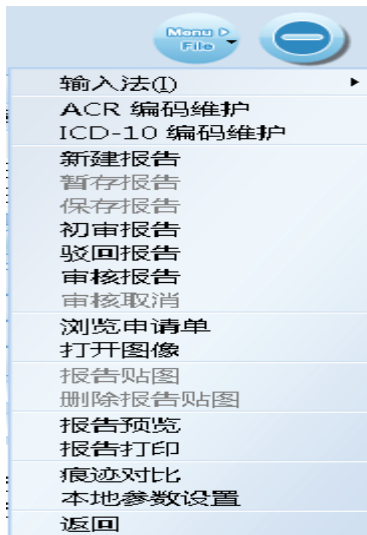 Menu
File
输入法(I)
ACR 编码维护
ICD-10 编码维护
新建报告
暂存报告
保存报告
初审报告
驳回报告
审核报告
审核取消
浏览申请单
打开图像
报告贴图
删除报告贴图
报告预览
报告打印
痕迹对比
本地参数设置
返回